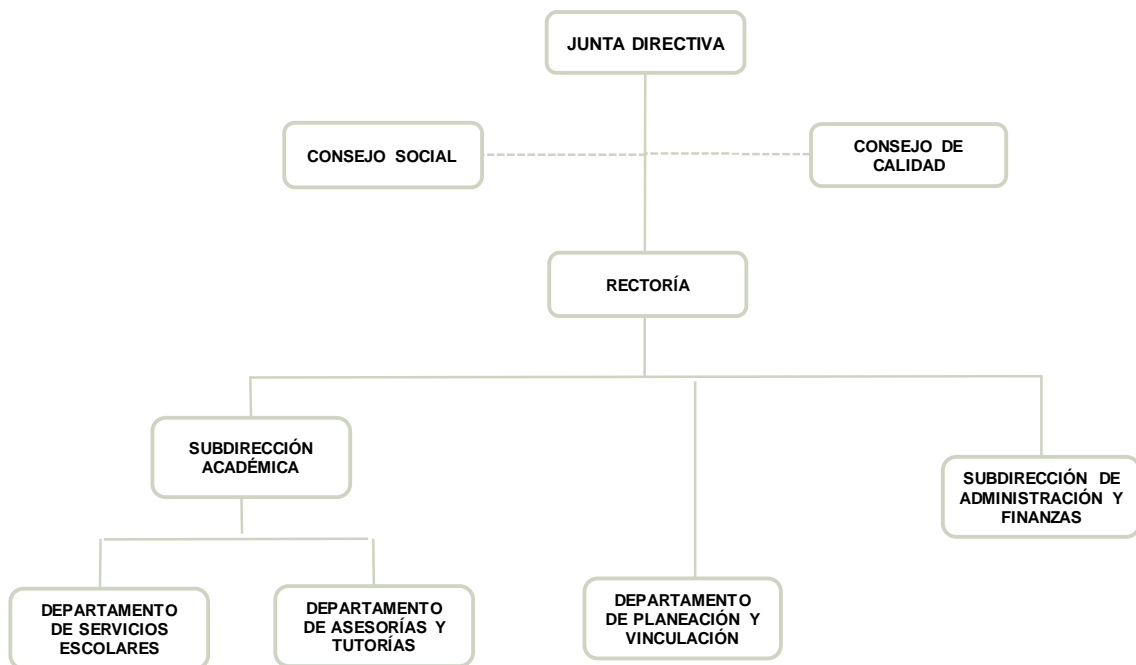 JUNTA DIRECTIVA
CONSEJO SOCIAL
CONSEJO DE
CALIDAD
RECTORÍA
SUBDIRECCIÓN
ACADÉMICA
SUBDIRECCIÓN DE
ADMINISTRACIÓN Y
FINANZAS
DEPARTAMENTO
DE SERVICIOS
ESCOLARES
DEPARTAMENTO
DE ASESORÍAS Y
TUTORÍAS
DEPARTAMENTO
DE PLANEACIÓN Y
VINCULACIÓN